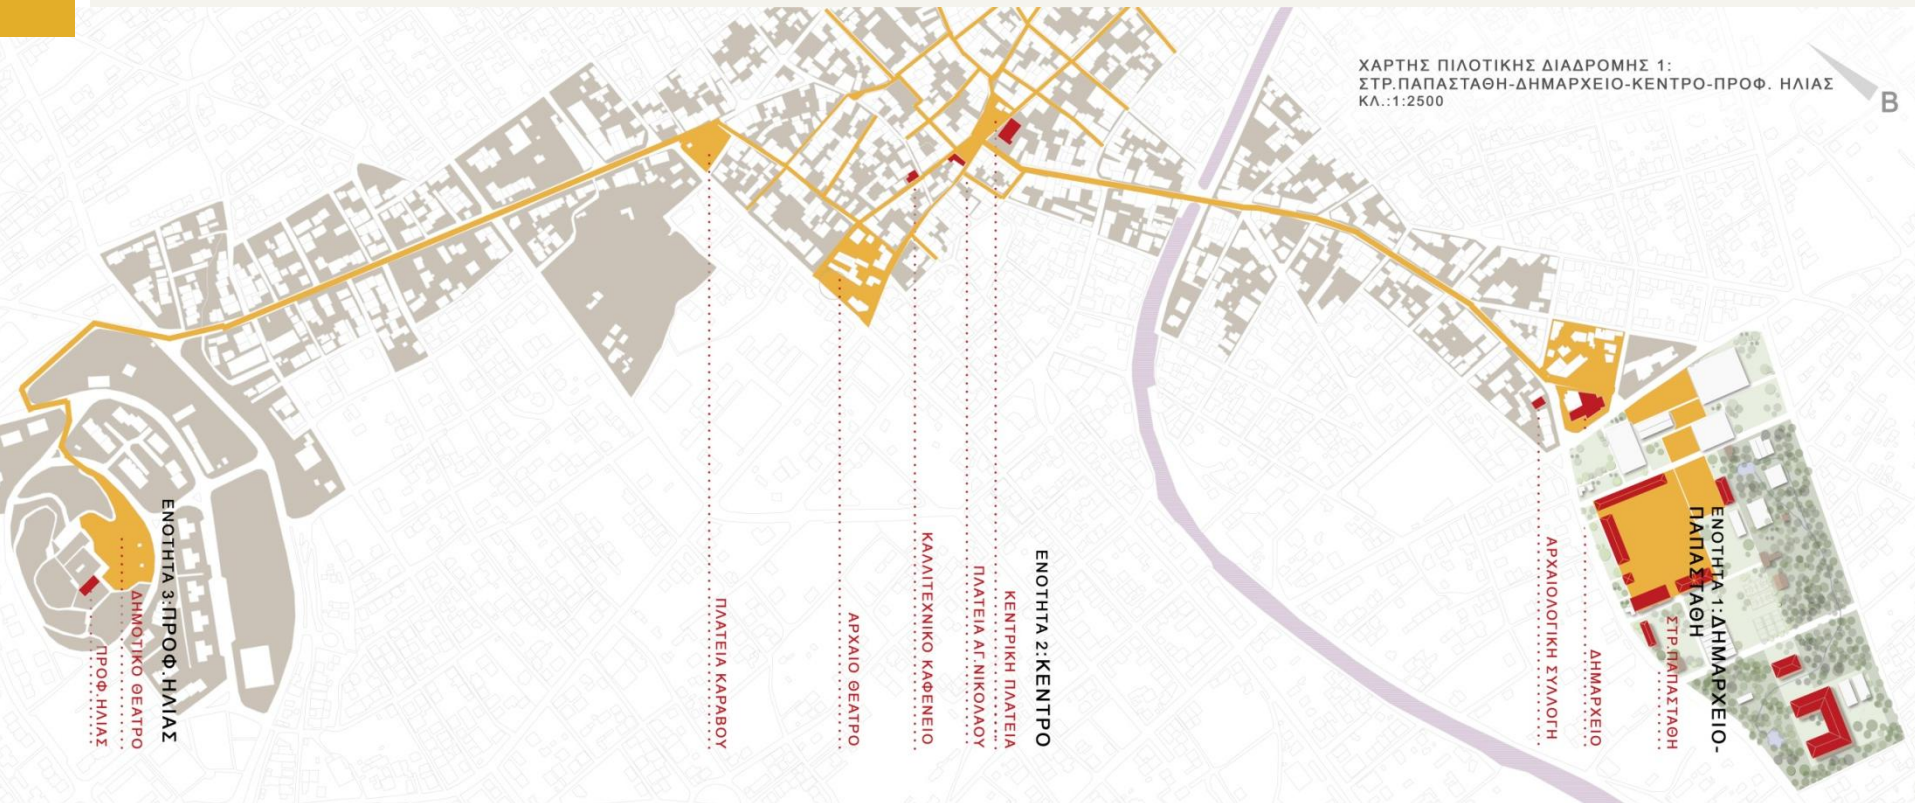 ΧΑΡΤΗΣ ΠΙΛΟΤΙΚΗΣ ΔΙΑΔΡΟΜΗΣ 1:
ΣΤΡ.ΠΑΠΑΣΤΑΘΗ-ΔΗΜΑΡΧΕΙΟ-ΚΕΝΤΡΟ-ΠΡΟΦ. ΗΛΙΑΣ
ΚΛ.:1:2500
Β
ΠΡΟΦ.ΗΛΙΑΣ
ΔΗΜΟΤΙΚΟ ΘΕΑΤΡΟ
ΕΝΟΤΗΤΑ 3:ΠΡΟΦ.ΗΛΙΑΣ
ΠΛΑΤΕΙΑ ΚΑΡΑΒΟΥ
ΑΡΧΑΙΟ ΘΕΑΤΡΟ
ΚΑΛΛΙΤΕΧΝΙΚΟ ΚΑΦΕΝΕΙΟ
ΠΛΑΤΕΙΑ ΑΓ.ΝΙΚΟΛΑΟΥ
ΚΕΝΤΡΙΚΗ ΠΛΑΤΕΙΑ
ΕΝΟΤΗΤΑ 2:ΚΕΝΤΡΟ
ΑΡΧΑΙΟΛΟΓΙΚΗ ΣΥΛΛΟΓΗ
ΔΗΜΑΡΧΕΙΟ
ΣΤΡ.ΠΑΠΑΣΤΑΘΗ
ΕΝΟΤΗΤΑ 1:ΔΗΜΑΡΧΕΙΟ-
ΠΑΠΑΣΤΑΘΗ